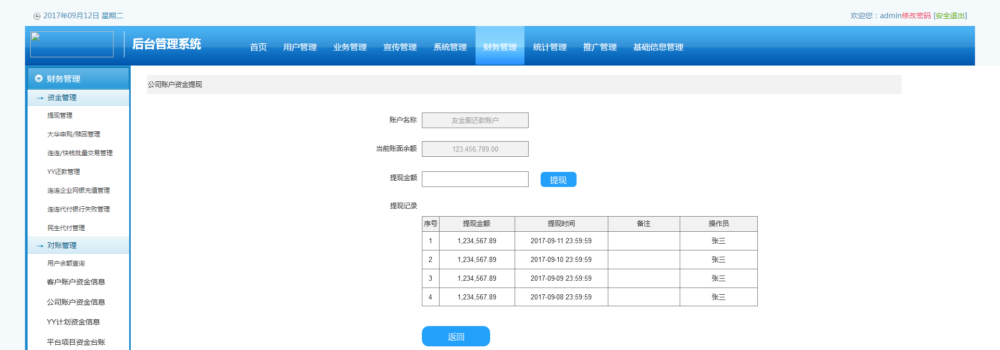 2017年09月12日 星期二
欢迎您：admin修改密码 [安全退出]
后台管理系统
首页 用户管理 业务管理 宣传管理 系统管理 财务管理 统计管理 推广管理 基础信息管理
财务管理
资金管理
提现管理
大华申购/赎回管理
连连/快钱批量交易管理
YY还款管理
连连企业网银充值管理
连连代付银行失败管理
民生代付管理
对账管理
用户余额查询
客户账户资金信息
公司账户资金信息
YY计划资金信息
平台项目资金台账
公司账户资金提现
账户名称 友金服还款账户
当前账面余额 123,456,789.00
提现金额 提现
提现记录
序号 提现金额 提现时间 备注 操作员
1 1,234,567.89 2017-09-11 23:59:59 张三
2 1,234,567.89 2017-09-10 23:59:59 张三
3 1,234,567.89 2017-09-09 23:59:59 张三
4 1,234,567.89 2017-09-08 23:59:59 张三
返回